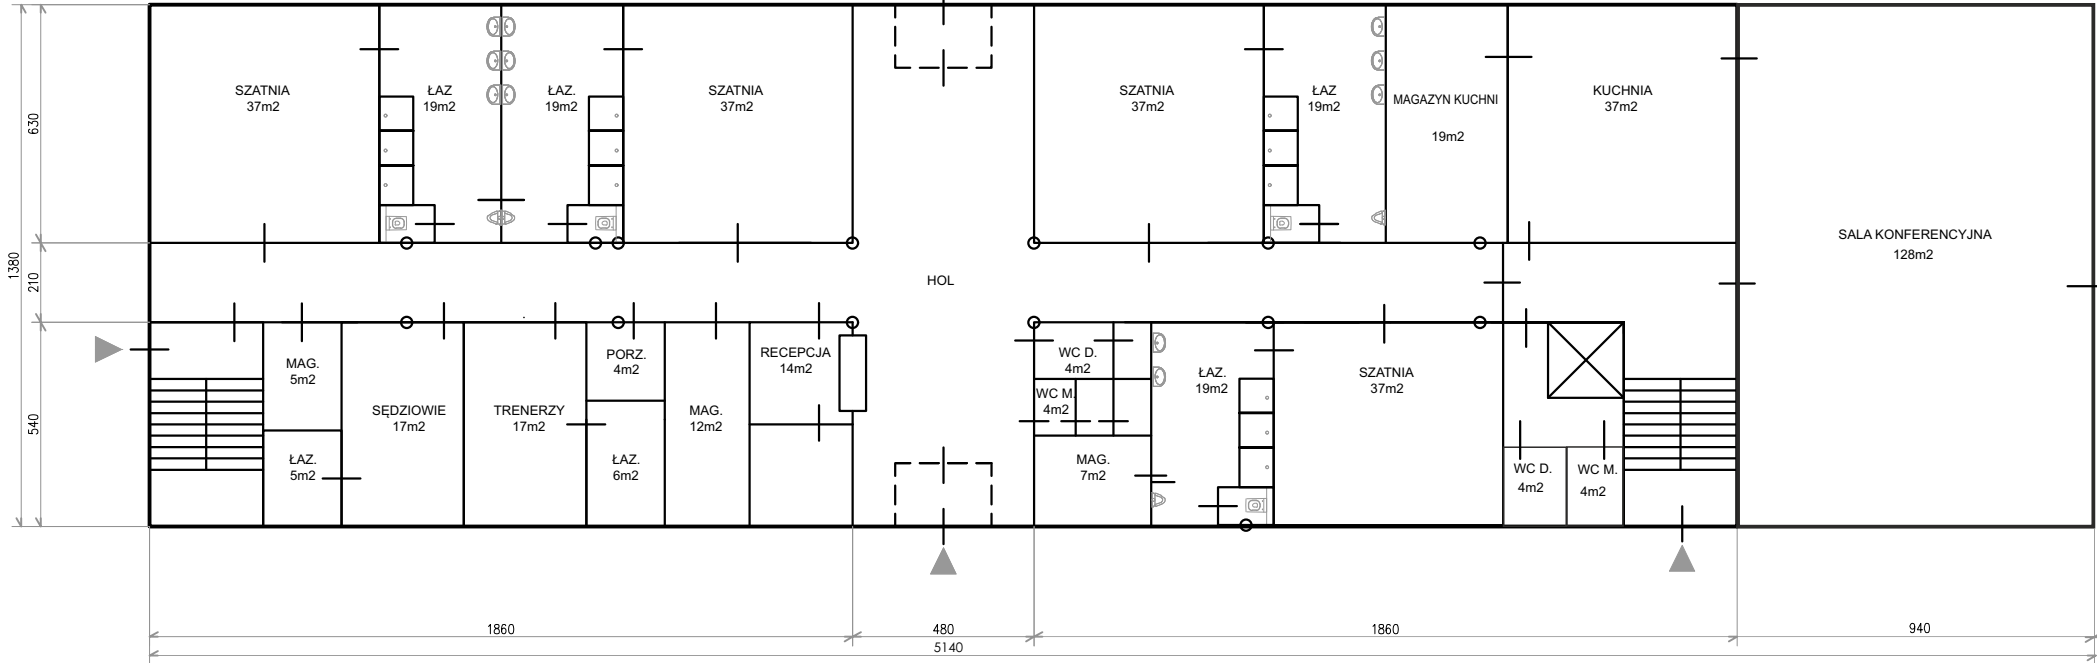 SZATNIA
37m2
ŁAZ
19m2
ŁAZ.
19m2
SZATNIA
37m2
SZATNIA
37m2
ŁAZ
19m2
MAGAZYN KUCHNI
19m2
KUCHNIA
37m2
SALA KONFERENCYJNA
128m2
HOL
MAG.
5m2
ŁAZ.
5m2
SĘDZIOWIE
17m2
TRENERZY
17m2
PORZ.
4m2
ŁAZ.
6m2
MAG.
12m2
RECEPCJA
14m2
WC D.
4m2
WC M.
4m2
MAG.
7m2
ŁAZ.
19m2
SZATNIA
37m2
WC D.
4m2
WC M.
4m2
630
210
540
1380
1860
480
1860
940
5140